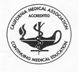 CALIFORNIA MEDICAL ASSOCIATION
ACCREDITED
CONTINUING MEDICAL EDUCATION